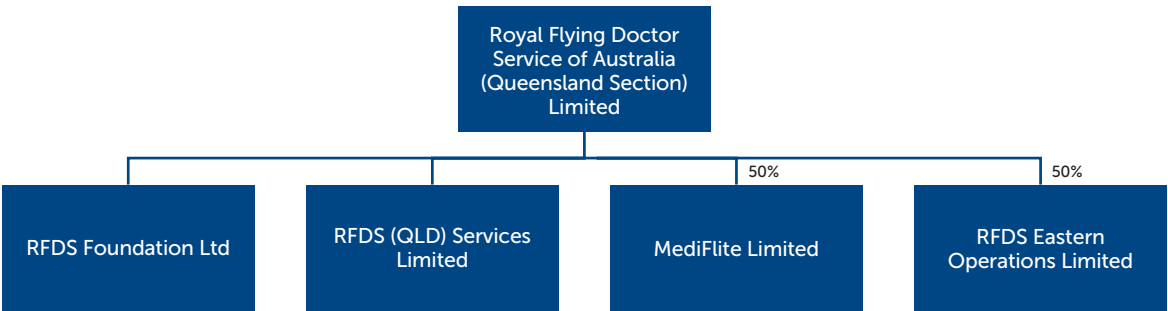 Royal Flying Doctor
Service of Australia
(Queensland Section)
Limited
50%
50%
RFDS Foundation Ltd
RFDS (QLD) Services
Limited
MediFlite Limited
RFDS Eastern
Operations Limited